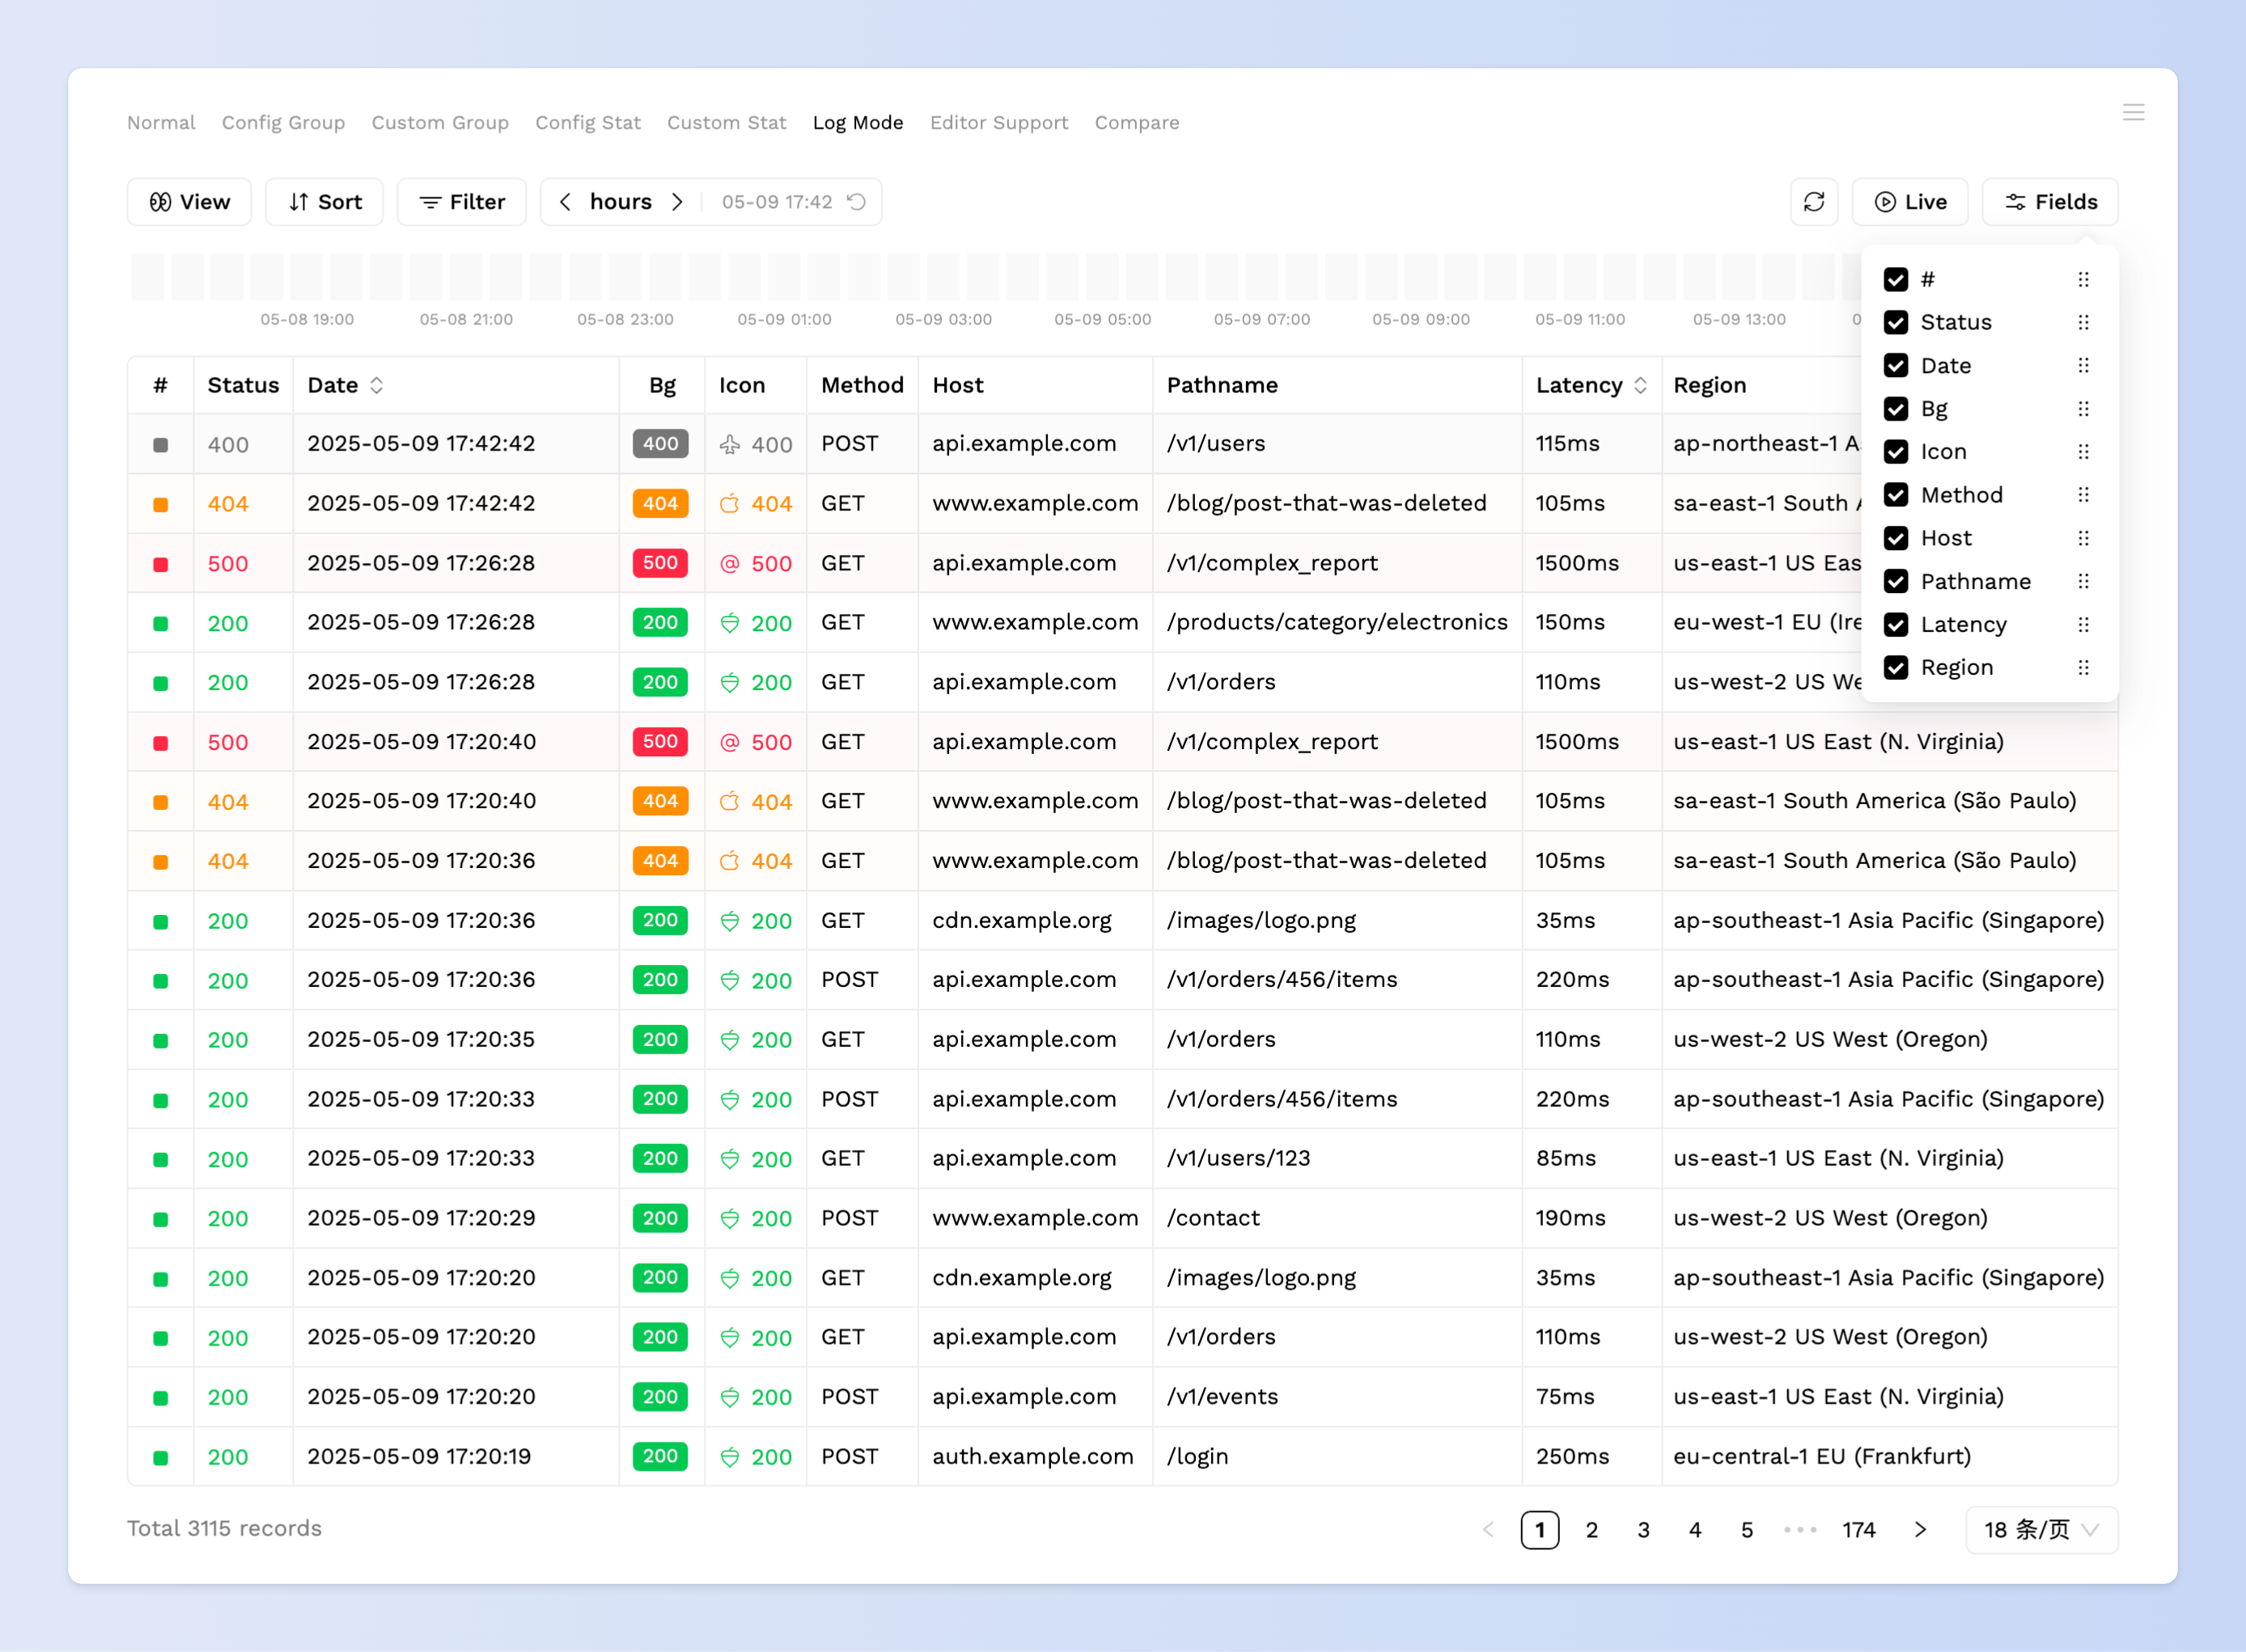 Normal Config Group Custom Group Config Stat Custom Stat Log Mode Editor Support Compare
View Sort Filter hours 05-09 17:42 Live Fields
05-08 19:00 05-08 21:00 05-08 23:00 05-09 01:00 05-09 03:00 05-09 05:00 05-09 07:00 05-09 09:00 05-09 11:00 05-09 13:00
#
Status
Date
Bg
Icon
Method
Host
Pathname
Latency
Region
# Status Date Bg Icon Method Host Pathname Latency Region
400 2025-05-09 17:42:42 400 400 POST api.example.com /v1/users 115ms ap-northeast-1
404 2025-05-09 17:42:42 404 404 GET www.example.com /blog/post-that-was-deleted 105ms sa-east-1 South
500 2025-05-09 17:26:28 500 @ 500 GET api.example.com /v1/complex_report 1500ms us-east-1 US Eas
200 2025-05-09 17:26:28 200 200 GET www.example.com /products/category/electronics 150ms eu-west-1 EU (Ire
200 2025-05-09 17:26:28 200 200 GET api.example.com /v1/orders 110ms us-west-2 US We
500 2025-05-09 17:20:40 500 @ 500 GET api.example.com /v1/complex_report 1500ms us-east-1 US East (N. Virginia)
404 2025-05-09 17:20:40 404 404 GET www.example.com /blog/post-that-was-deleted 105ms sa-east-1 South America (São Paulo)
404 2025-05-09 17:20:36 404 404 GET www.example.com /blog/post-that-was-deleted 105ms sa-east-1 South America (São Paulo)
200 2025-05-09 17:20:36 200 200 GET cdn.example.org /images/logo.png 35ms ap-southeast-1 Asia Pacific (Singapore)
200 2025-05-09 17:20:36 200 200 POST api.example.com /v1/orders/456/items 220ms ap-southeast-1 Asia Pacific (Singapore)
200 2025-05-09 17:20:35 200 200 GET api.example.com /v1/orders 110ms us-west-2 US West (Oregon)
200 2025-05-09 17:20:33 200 200 POST api.example.com /v1/orders/456/items 220ms ap-southeast-1 Asia Pacific (Singapore)
200 2025-05-09 17:20:33 200 200 GET api.example.com /v1/users/123 85ms us-east-1 US East (N. Virginia)
200 2025-05-09 17:20:29 200 200 POST www.example.com /contact 190ms us-west-2 US West (Oregon)
200 2025-05-09 17:20:20 200 200 GET cdn.example.org /images/logo.png 35ms ap-southeast-1 Asia Pacific (Singapore)
200 2025-05-09 17:20:20 200 200 GET api.example.com /v1/orders 110ms us-west-2 US West (Oregon)
200 2025-05-09 17:20:20 200 200 POST api.example.com /v1/events 75ms us-east-1 US East (N. Virginia)
200 2025-05-09 17:20:19 200 200 POST auth.example.com /login 250ms eu-central-1 EU (Frankfurt)
Total 3115 records 1 2 3 4 5 ••• 174 18 条/页